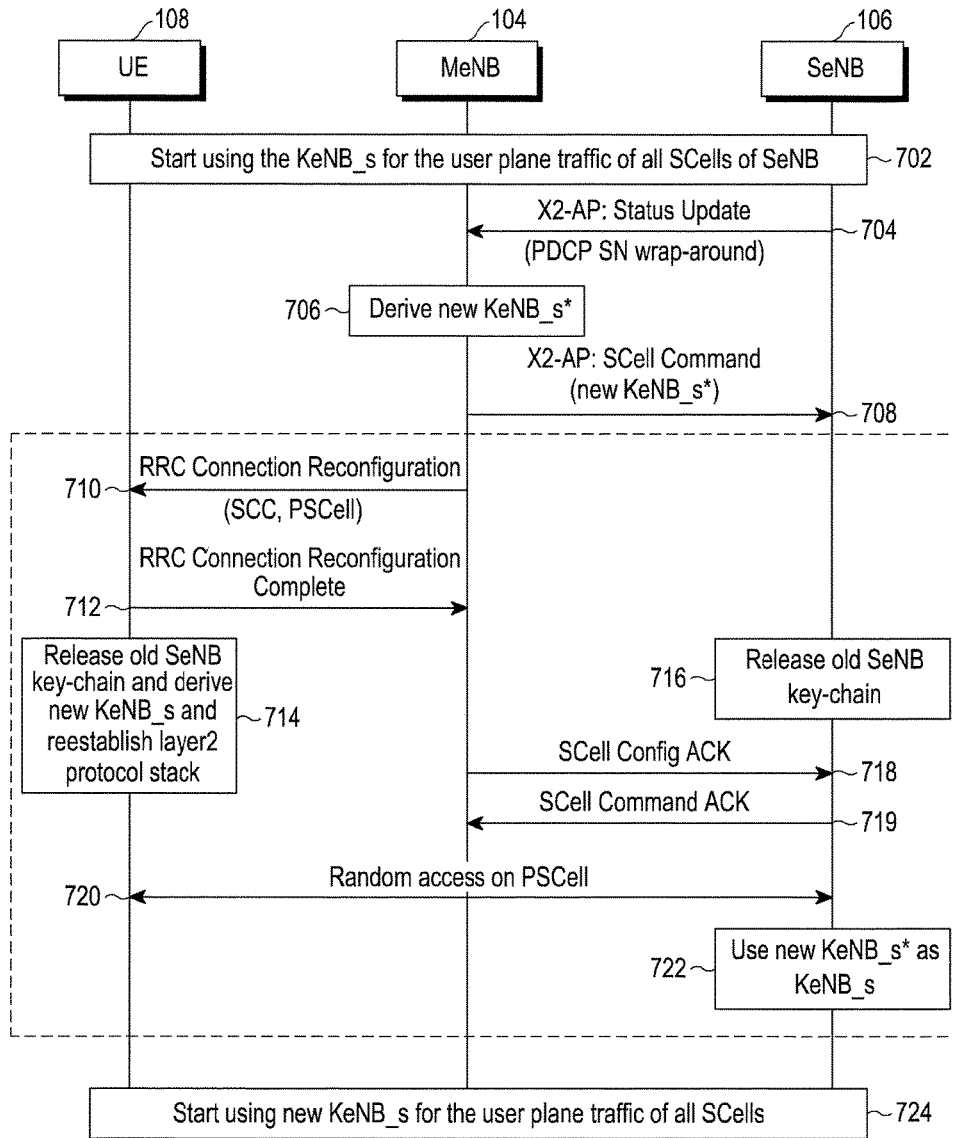 108
104
106
UE
MeNB
SeNB
Start using the KeNB_s for the user plane traffic of all SCells of SeNB
702
X2-AP: Status Update
704
(PDCP SN wrap-around)
706
Derive new KeNB_s*
X2-AP: SCell Command
(new KeNB_s*)
708
RRC Connection Reconfiguration
710
(SCC, PSCell)
RRC Connection Reconfiguration
Complete
712
Release old SeNB
key-chain and derive
new KeNB_s and
reestablish layer2
protocol stack
714
716
Release old SeNB
key-chain
SCell Config ACK
718
SCell Command ACK
719
Random access on PSCell
720
722
Use new KeNB_s* as
KeNB_s
Start using new KeNB_s for the user plane traffic of all SCells
724